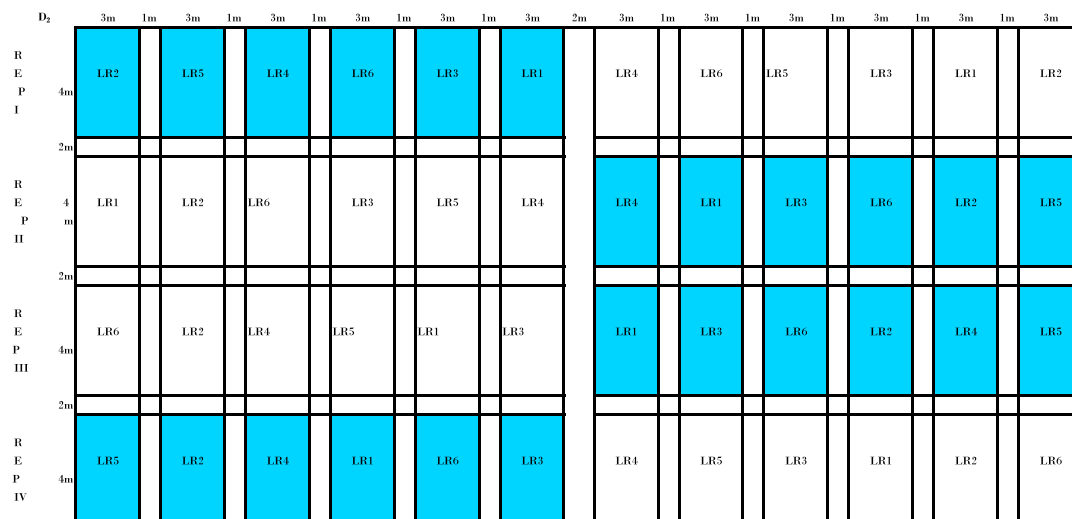 D2 3m 1m 3m 1m 3m 1m 3m 1m 3m 1m 3m 2m 3m 1m 3m 1m 3m 1m 3m 1m 3m 1m 3m
R
E
P
I
4m
LR2 LR5 LR4 LR6 LR3 LR1 LR4 LR6 LR5 LR3 LR1 LR2
2m
R
E
P
II
4
m
LR1 LR2 LR6 LR3 LR5 LR4 LR4 LR1 LR3 LR6 LR2 LR5
2m
R
E
P
III
4m
LR6 LR2 LR4 LR5 LR1 LR3 LR1 LR3 LR6 LR2 LR4 LR5
2m
R
E
P
IV
4m
LR5 LR2 LR4 LR1 LR6 LR3 LR4 LR5 LR3 LR1 LR2 LR6